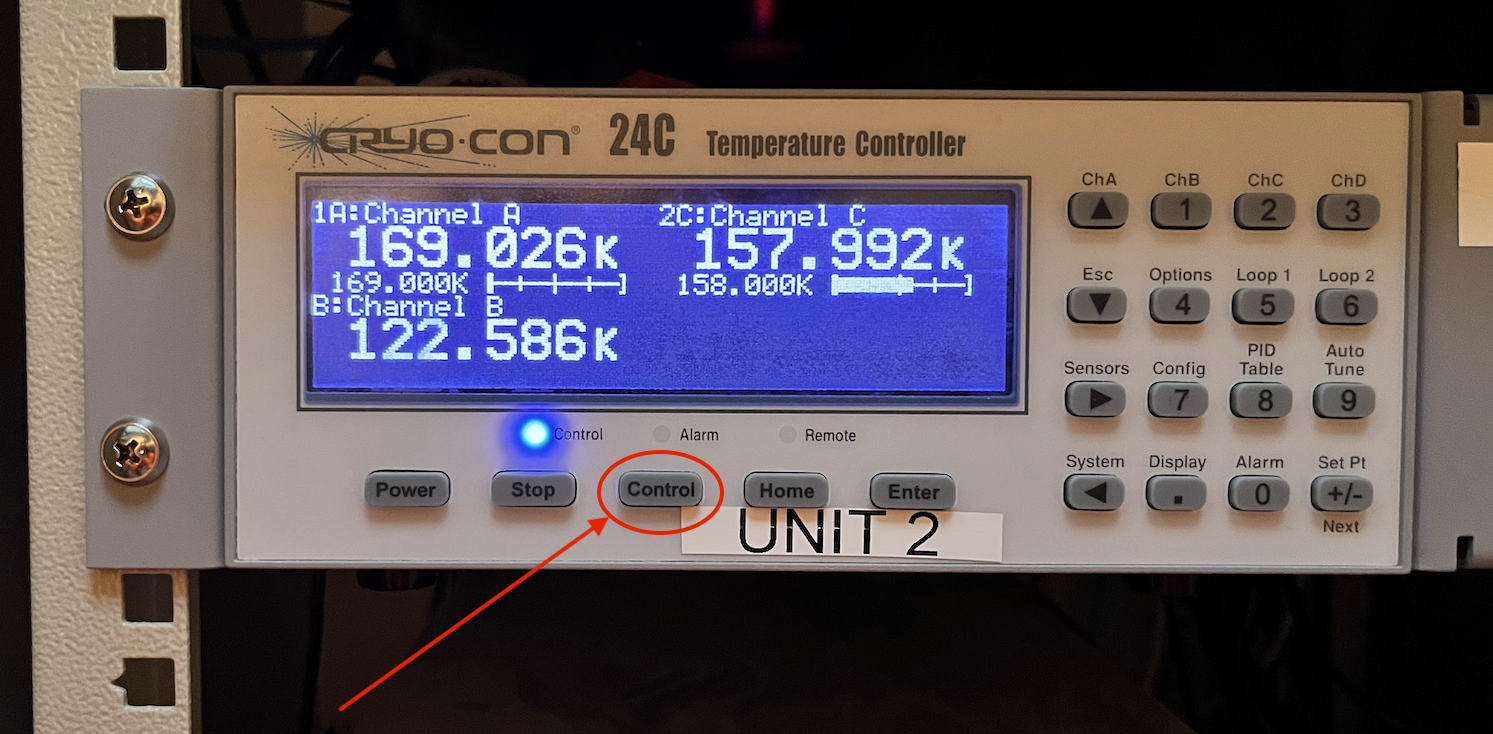 CRYO·CON® 24C Temperature Controller
1A:Channel A
169.026K
169.000K
B:Channel B
122.586K
2C:Channel C
157.992K
158.000K
Control Alarm Remote
Power Stop Control Home Enter
UNIT 2
ChA ChB ChC ChD
▲ 1 2 3
Esc Options Loop 1 Loop 2
▼ 4 5 6
Sensors Config PID Table Auto Tune
▶ 7 8 9
System Display Alarm Set Pt
◀ . 0 +/-
Next